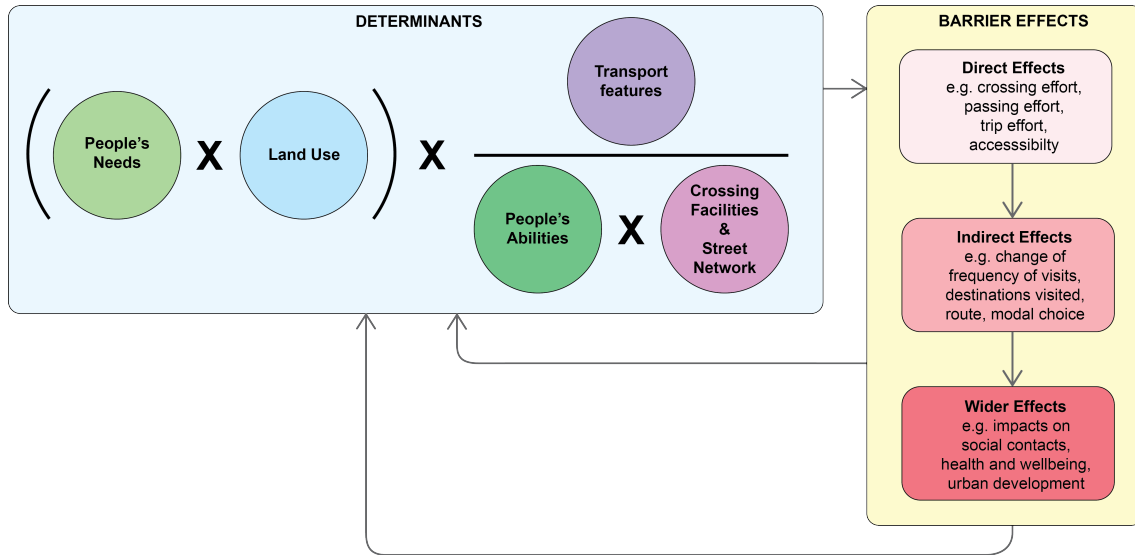 DETERMINANTS
People's
Needs
X
Land Use
X
Transport
features
People's
Abilities
X
Crossing
Facilities
&
Street
Network
BARRIER EFFECTS
Direct Effects
e.g. crossing effort,
passing effort,
trip effort,
accesssibilty
Indirect Effects
e.g. change of
frequency of visits,
destinations visited,
route, modal choice
Wider Effects
e.g. impacts on
social contacts,
health and wellbeing,
urban development